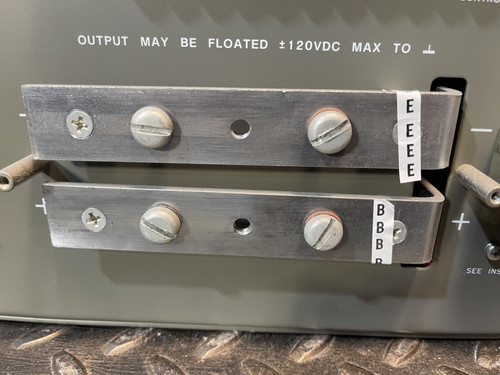 OUTPUT MAY BE FLOATED ±120VDC MAX TO ⏊
−
E
E
E
E
+
B
B
B
B
+
SEE INS